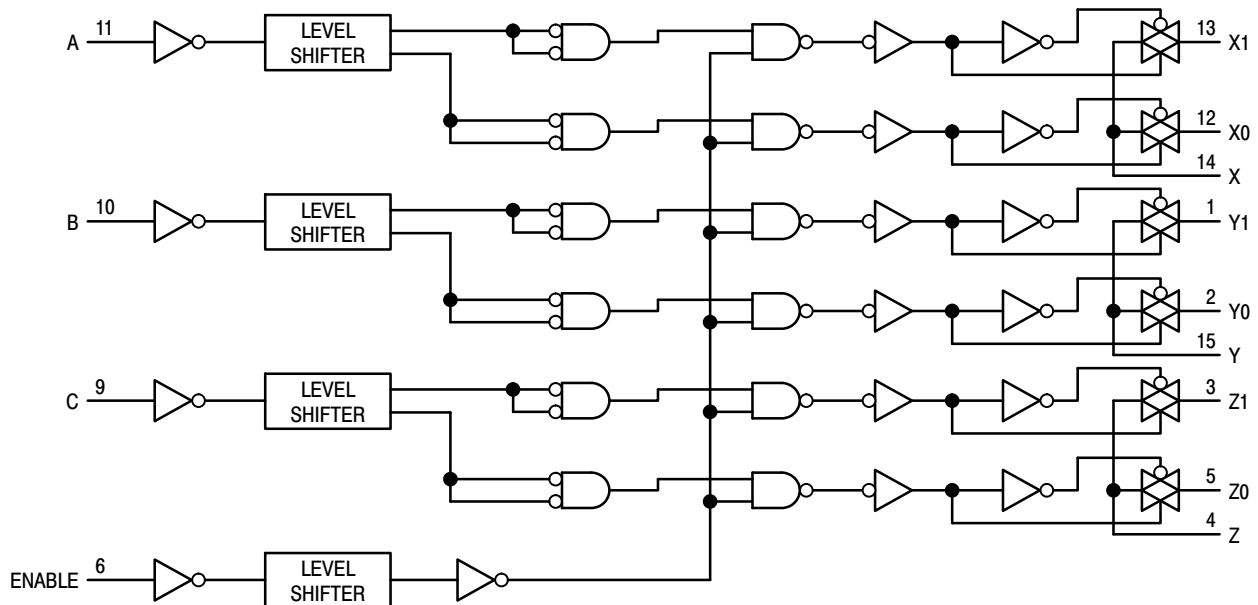 A 11 LEVEL SHIFTER 13 X1
12 X0
14 X
B 10 LEVEL SHIFTER 1 Y1
2 Y0
15 Y
C 9 LEVEL SHIFTER 3 Z1
5 Z0
4 Z
ENABLE 6 LEVEL SHIFTER